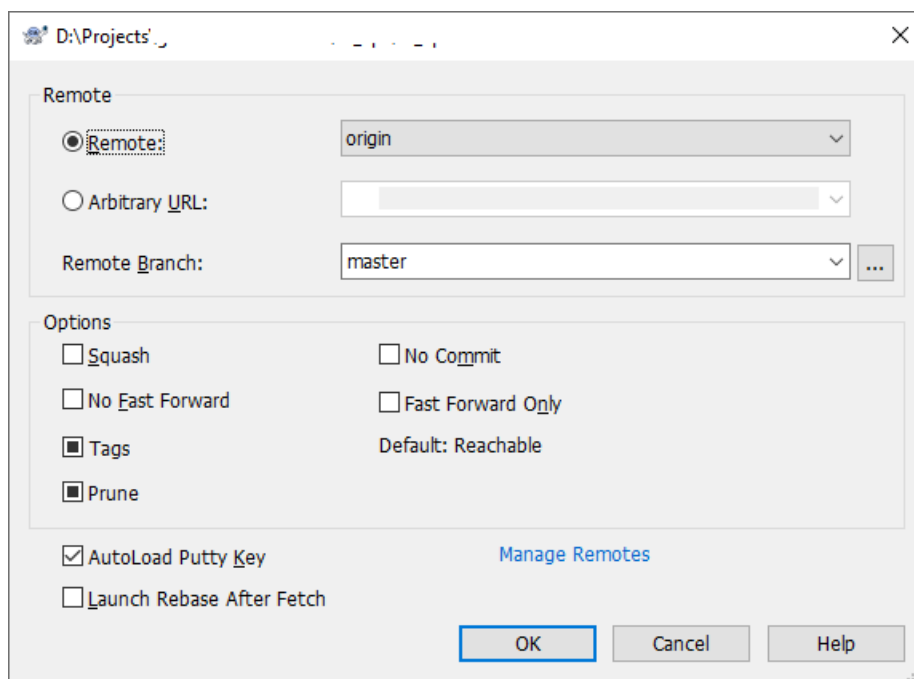 D:\Projects\
Remote
Remote: origin
Arbitrary URL:
Remote Branch: master ...
Options
Squash No Commit
No Fast Forward Fast Forward Only
Tags Default: Reachable
Prune
AutoLoad Putty Key Manage Remotes
Launch Rebase After Fetch
OK Cancel Help